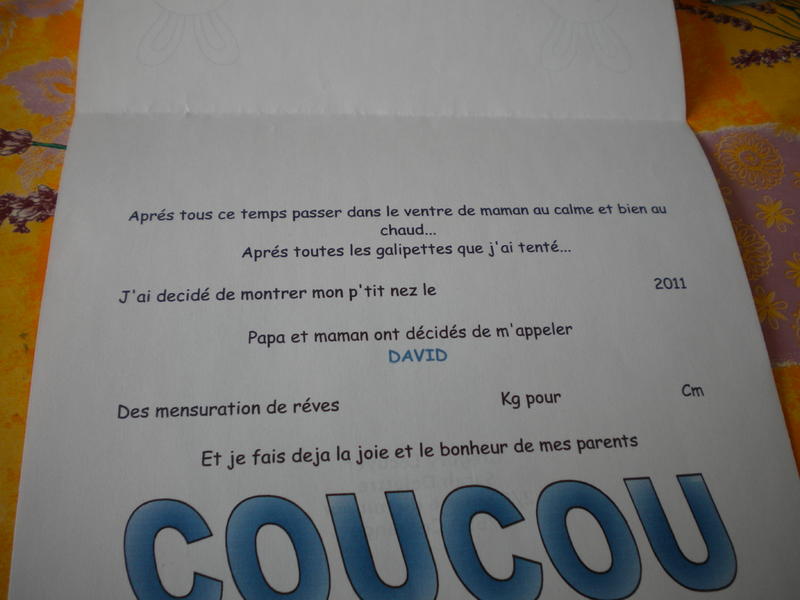 Aprés tous ce temps passer dans le ventre de maman au calme et bien au
chaud...
Aprés toutes les galipettes que j'ai tenté...
J'ai decidé de montrer mon p'tit nez le 2011
Papa et maman ont décidés de m'appeler
DAVID
Des mensuration de réves Kg pour Cm
Et je fais deja la joie et le bonheur de mes parents
COUCOU